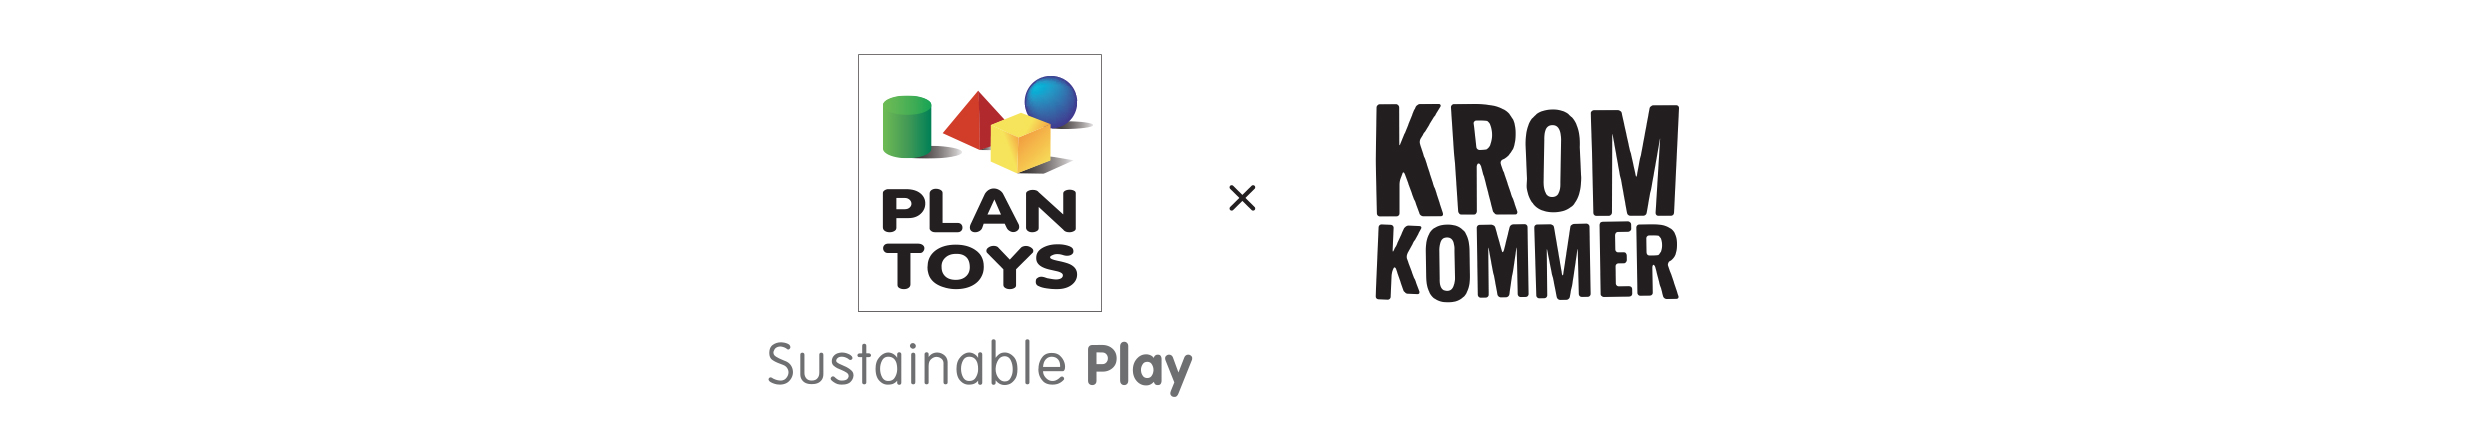 PLAN
TOYS
Sustainable Play
×
KROM
KOMMER